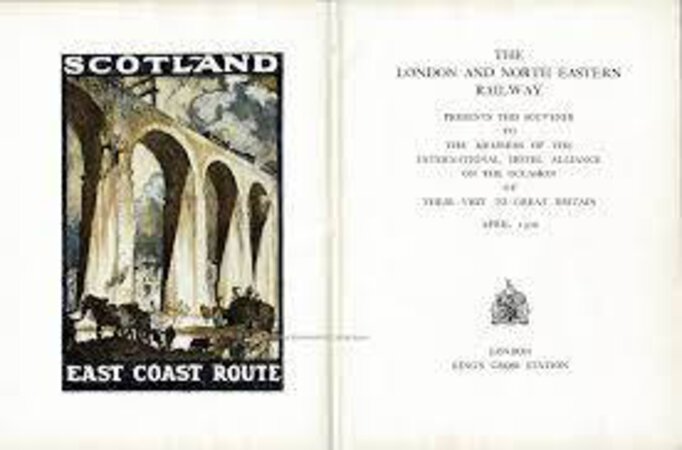 SCOTLAND
EAST COAST ROUTE
THE
LONDON AND NORTH EASTERN
RAILWAY
PRESENTS THIS SOUVENIR
TO
THE MEMBERS OF THE
INTERNATIONAL HOTEL ALLIANCE
ON THE OCCASION
OF
THEIR VISIT TO GREAT BRITAIN
APRIL
LONDON
KING'S CROSS STATION